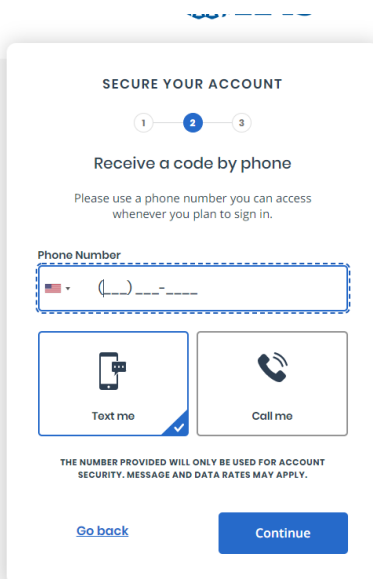 SECURE YOUR ACCOUNT
1 2 3
Receive a code by phone
Please use a phone number you can access
whenever you plan to sign in.
Phone Number
(___) ___-____
Text me
Call me
THE NUMBER PROVIDED WILL ONLY BE USED FOR ACCOUNT
SECURITY. MESSAGE AND DATA RATES MAY APPLY.
Go back
Continue